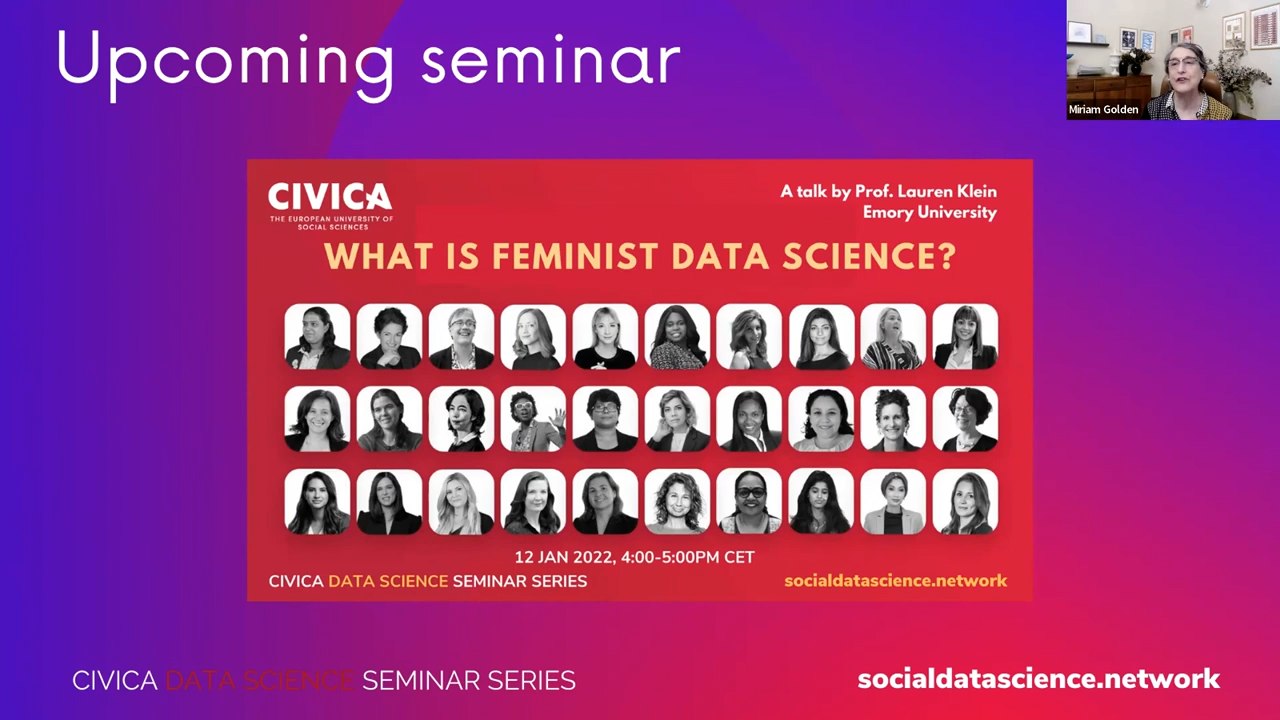 Upcoming seminar
Miriam Golden
CIVICA
THE EUROPEAN UNIVERSITY OF
SOCIAL SCIENCES
A talk by Prof. Lauren Klein
Emory University
WHAT IS FEMINIST DATA SCIENCE?
12 JAN 2022, 4:00-5:00PM CET
CIVICA DATA SCIENCE SEMINAR SERIES
socialdatascience.network
CIVICA DATA SCIENCE SEMINAR SERIES
socialdatascience.network